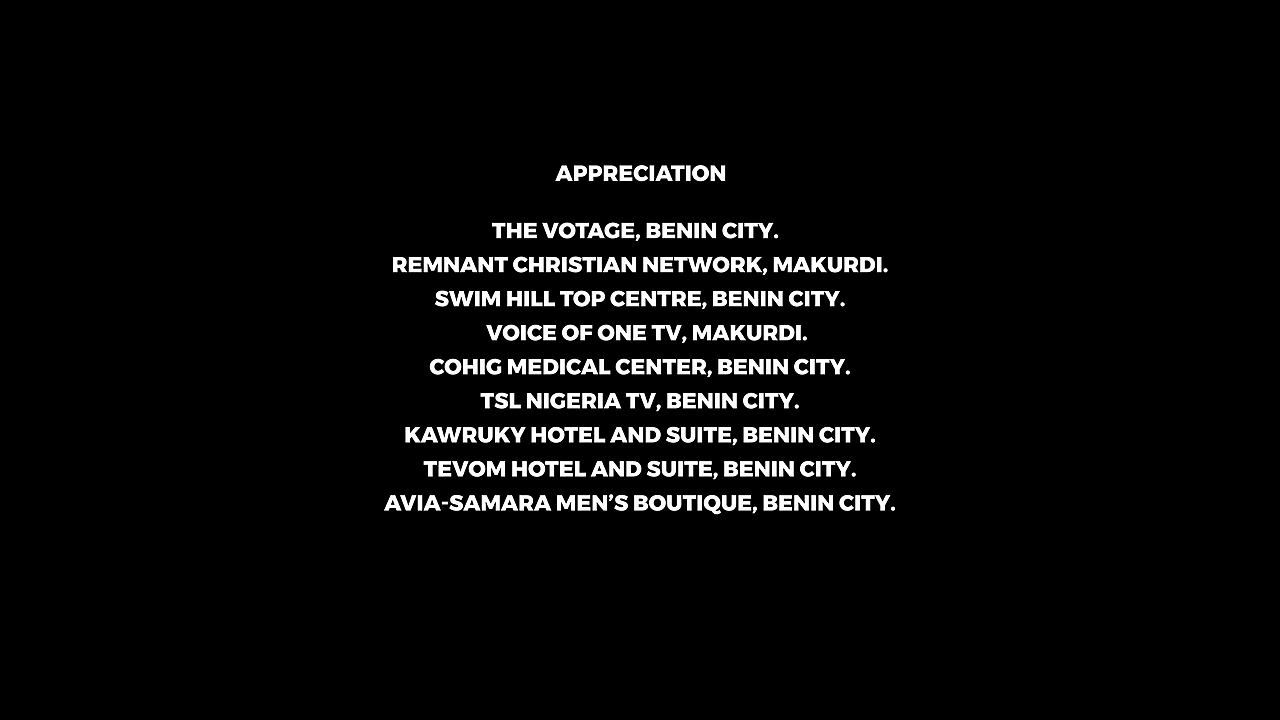 APPRECIATION
THE VOTAGE, BENIN CITY.
REMNANT CHRISTIAN NETWORK, MAKURDI.
SWIM HILL TOP CENTRE, BENIN CITY.
VOICE OF ONE TV, MAKURDI.
COHIG MEDICAL CENTER, BENIN CITY.
TSL NIGERIA TV, BENIN CITY.
KAWRUKY HOTEL AND SUITE, BENIN CITY.
TEVOM HOTEL AND SUITE, BENIN CITY.
AVIA-SAMARA MEN’S BOUTIQUE, BENIN CITY.